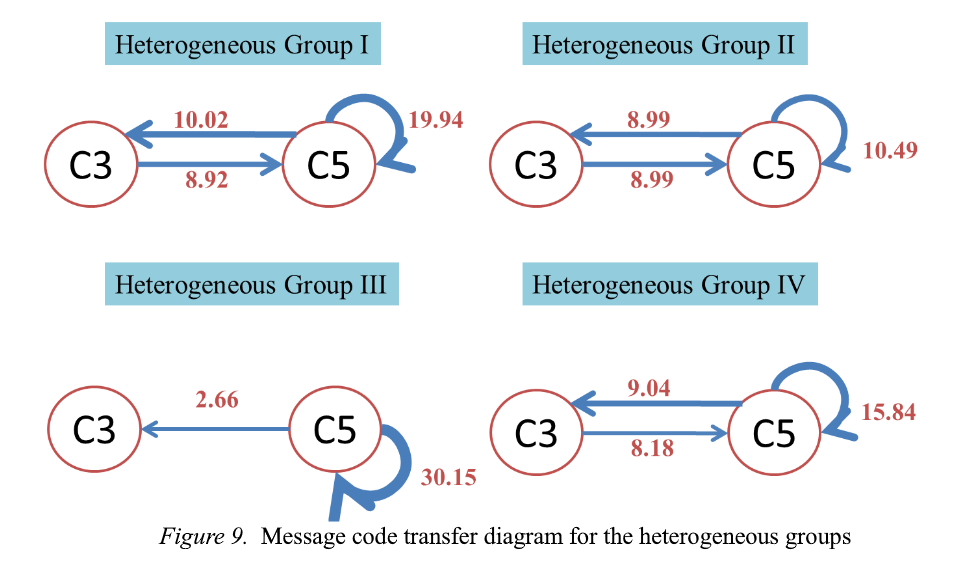 Heterogeneous Group I
Heterogeneous Group II
10.02
19.94
C3
C5
8.92
8.99
10.49
C3
C5
8.99
Heterogeneous Group III
Heterogeneous Group IV
2.66
C3
C5
30.15
9.04
15.84
C3
C5
8.18
Figure 9.  Message code transfer diagram for the heterogeneous groups